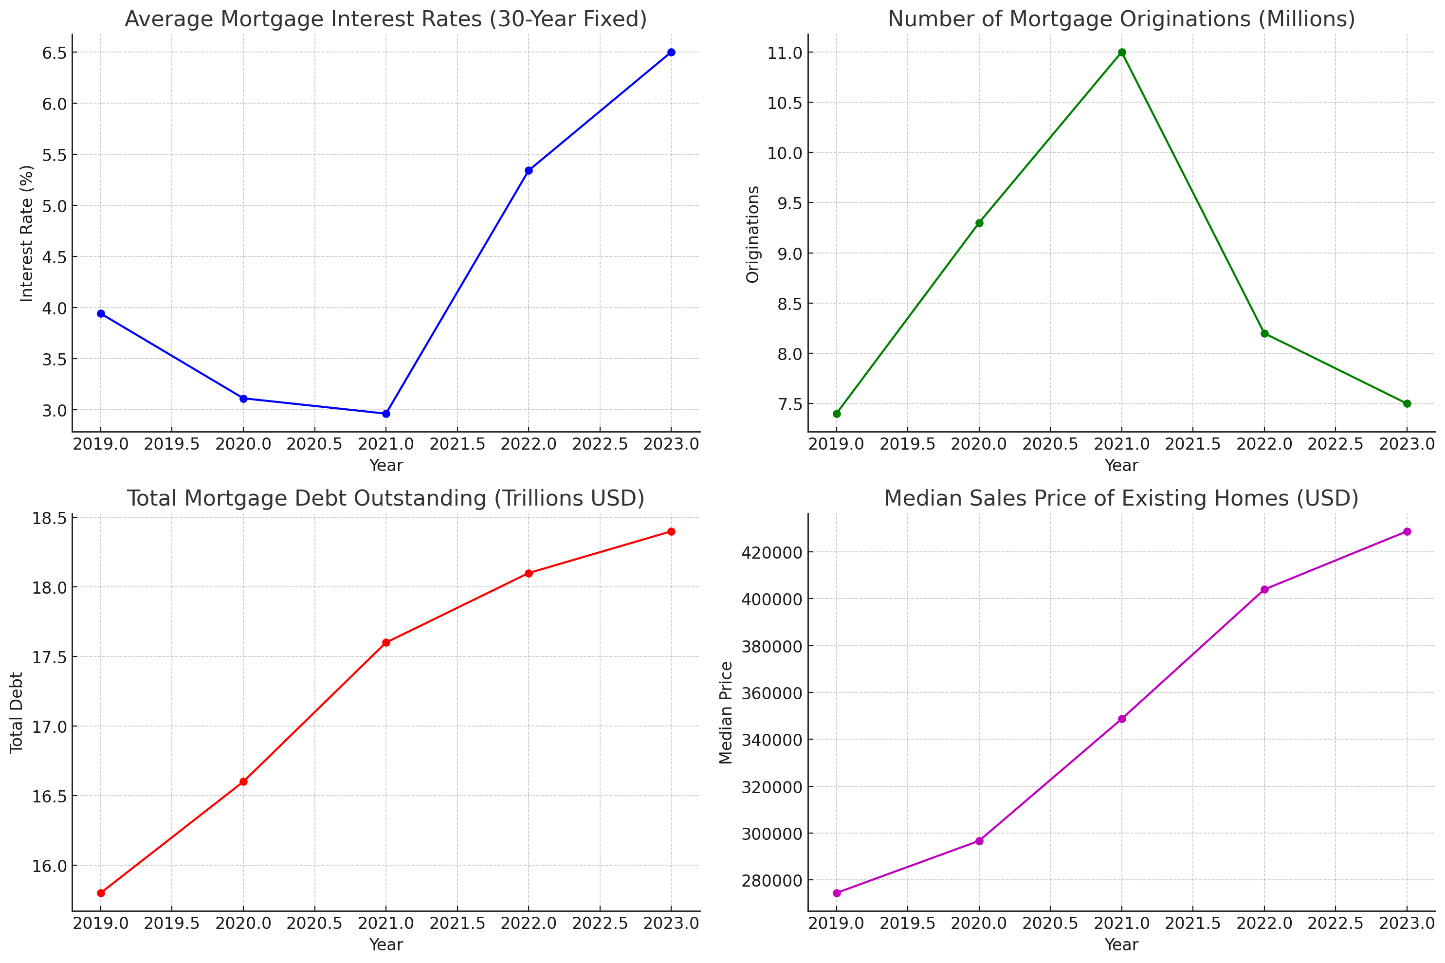 Average Mortgage Interest Rates (30-Year Fixed)
Interest Rate (%)
6.5
6.0
5.5
5.0
4.5
4.0
3.5
3.0
2019.0 2019.5 2020.0 2020.5 2021.0 2021.5 2022.0 2022.5 2023.0
Year
Number of Mortgage Originations (Millions)
Originations
11.0
10.5
10.0
9.5
9.0
8.5
8.0
7.5
2019.0 2019.5 2020.0 2020.5 2021.0 2021.5 2022.0 2022.5 2023.0
Year
Total Mortgage Debt Outstanding (Trillions USD)
Total Debt
18.5
18.0
17.5
17.0
16.5
16.0
2019.0 2019.5 2020.0 2020.5 2021.0 2021.5 2022.0 2022.5 2023.0
Year
Median Sales Price of Existing Homes (USD)
Median Price
420000
400000
380000
360000
340000
320000
300000
280000
2019.0 2019.5 2020.0 2020.5 2021.0 2021.5 2022.0 2022.5 2023.0
Year